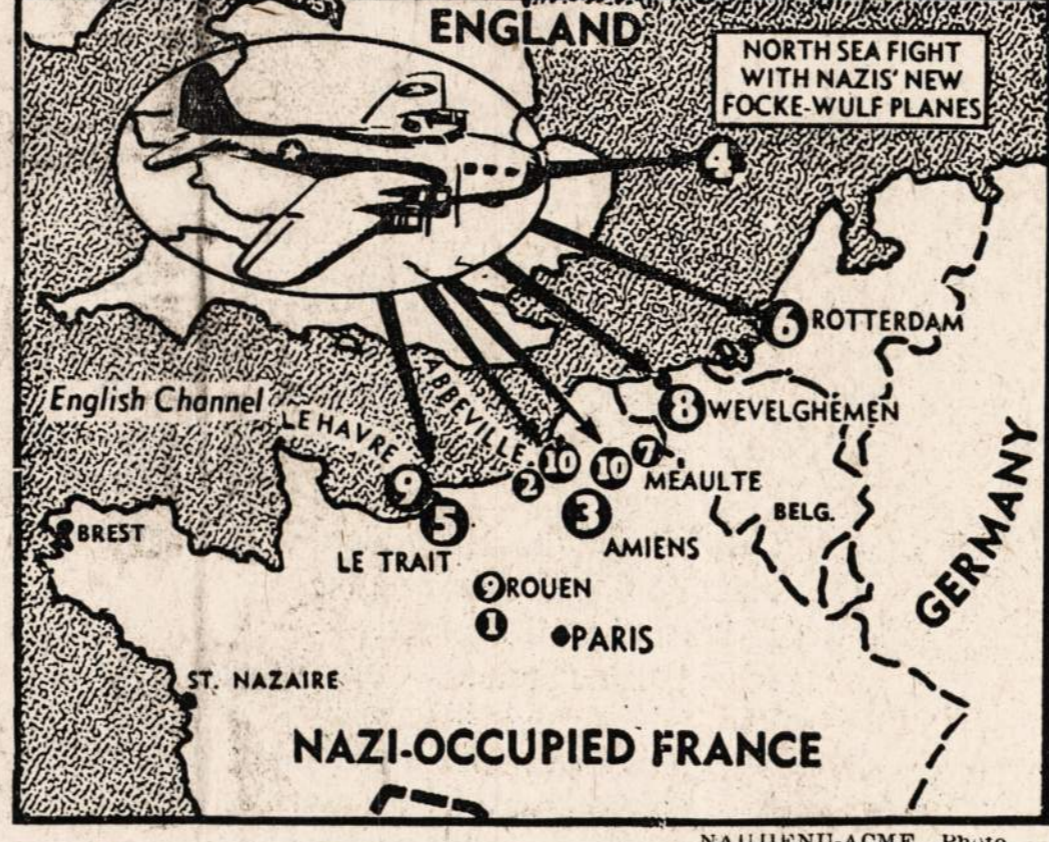 ENGLAND
NORTH SEA FIGHT
WITH NAZIS' NEW
FOCKE-WULF PLANES
4
6 ROTTERDAM
English Channel
LE HAVRE
ABBEVILLE
8 WEVELGHEMEN
9
2
10
10
7
MÉAULTE
5
3
BELG.
GERMANY
BREST
LE TRAIT
AMIENS
9 ROUEN
1
PARIS
ST. NAZAIRE
NAZI-OCCUPIED FRANCE
Photo